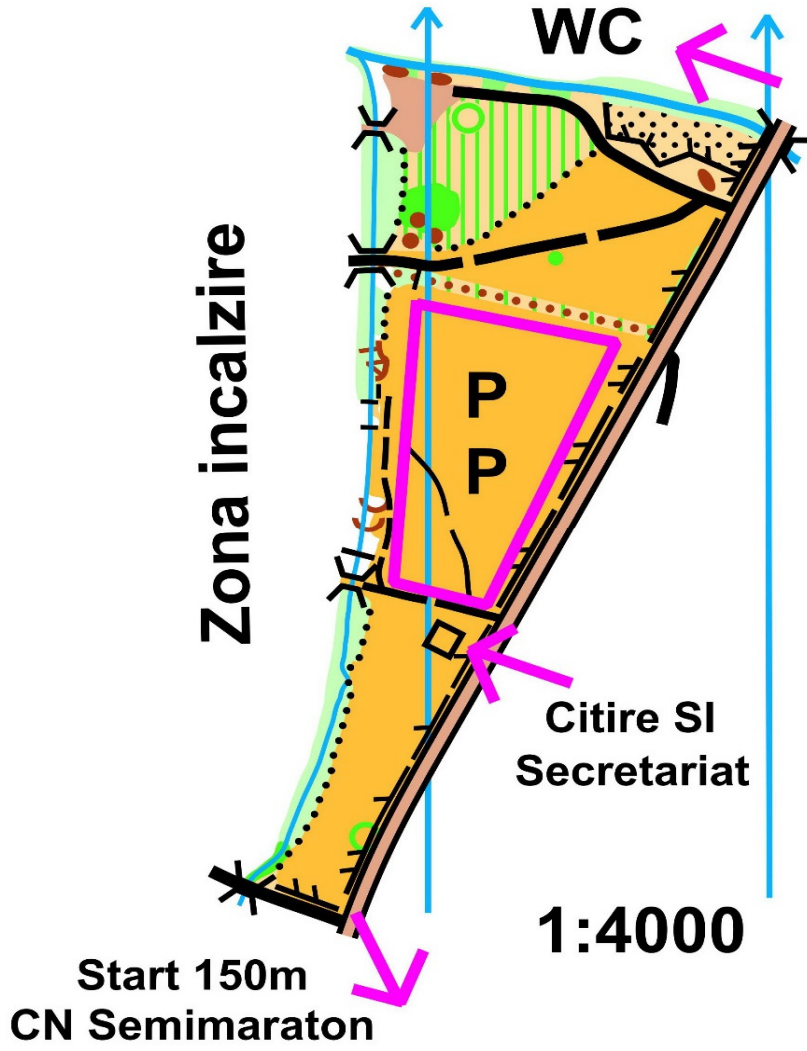 WC
Zona incalzire
P
P
Citire SI
Secretariat
1:4000
Start 150m
CN Semimaraton